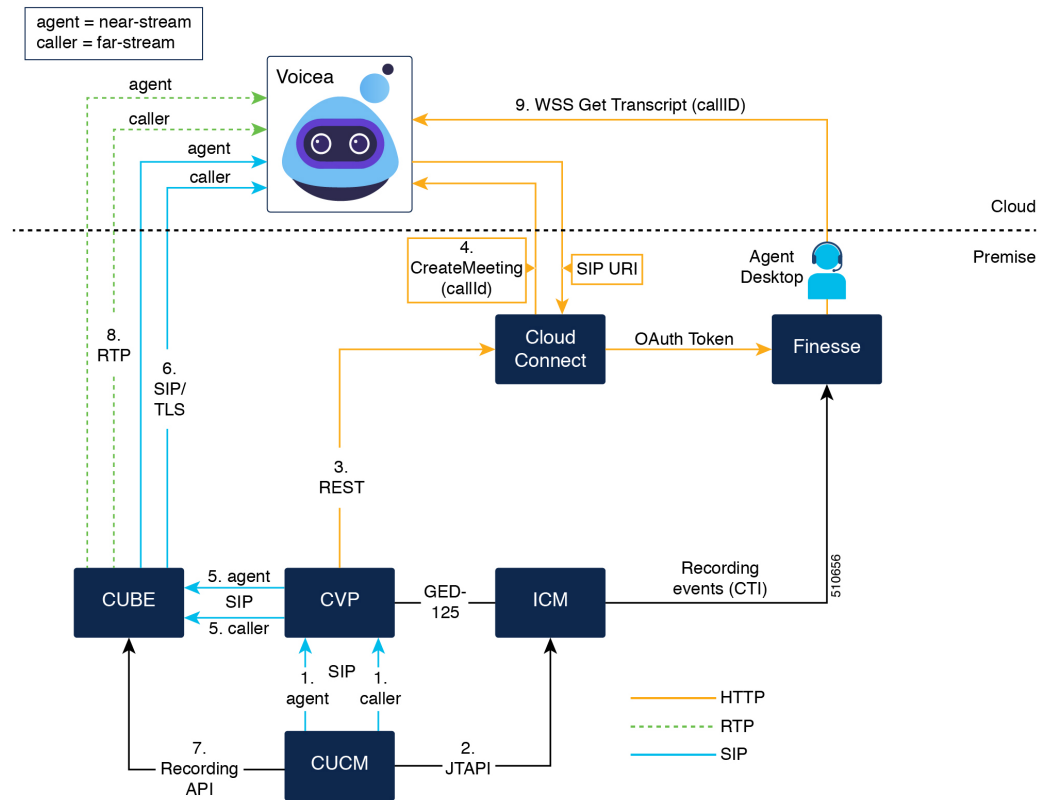 agent = near-stream
caller = far-stream
Voicea
agent
caller
agent
caller
9. WSS Get Transcript (callID)
Cloud
Premise
4.
CreateMeeting
(callId)
SIP URI
Agent
Desktop
8.
RTP
6.
SIP/
TLS
Cloud
Connect
OAuth Token
Finesse
3.
REST
CUBE
5. agent
SIP
5. caller
CVP
GED-
125
ICM
Recording
events (CTI)
510656
1.
agent
SIP
1.
caller
7.
Recording
API
CUCM
2.
JTAPI
HTTP
RTP
SIP